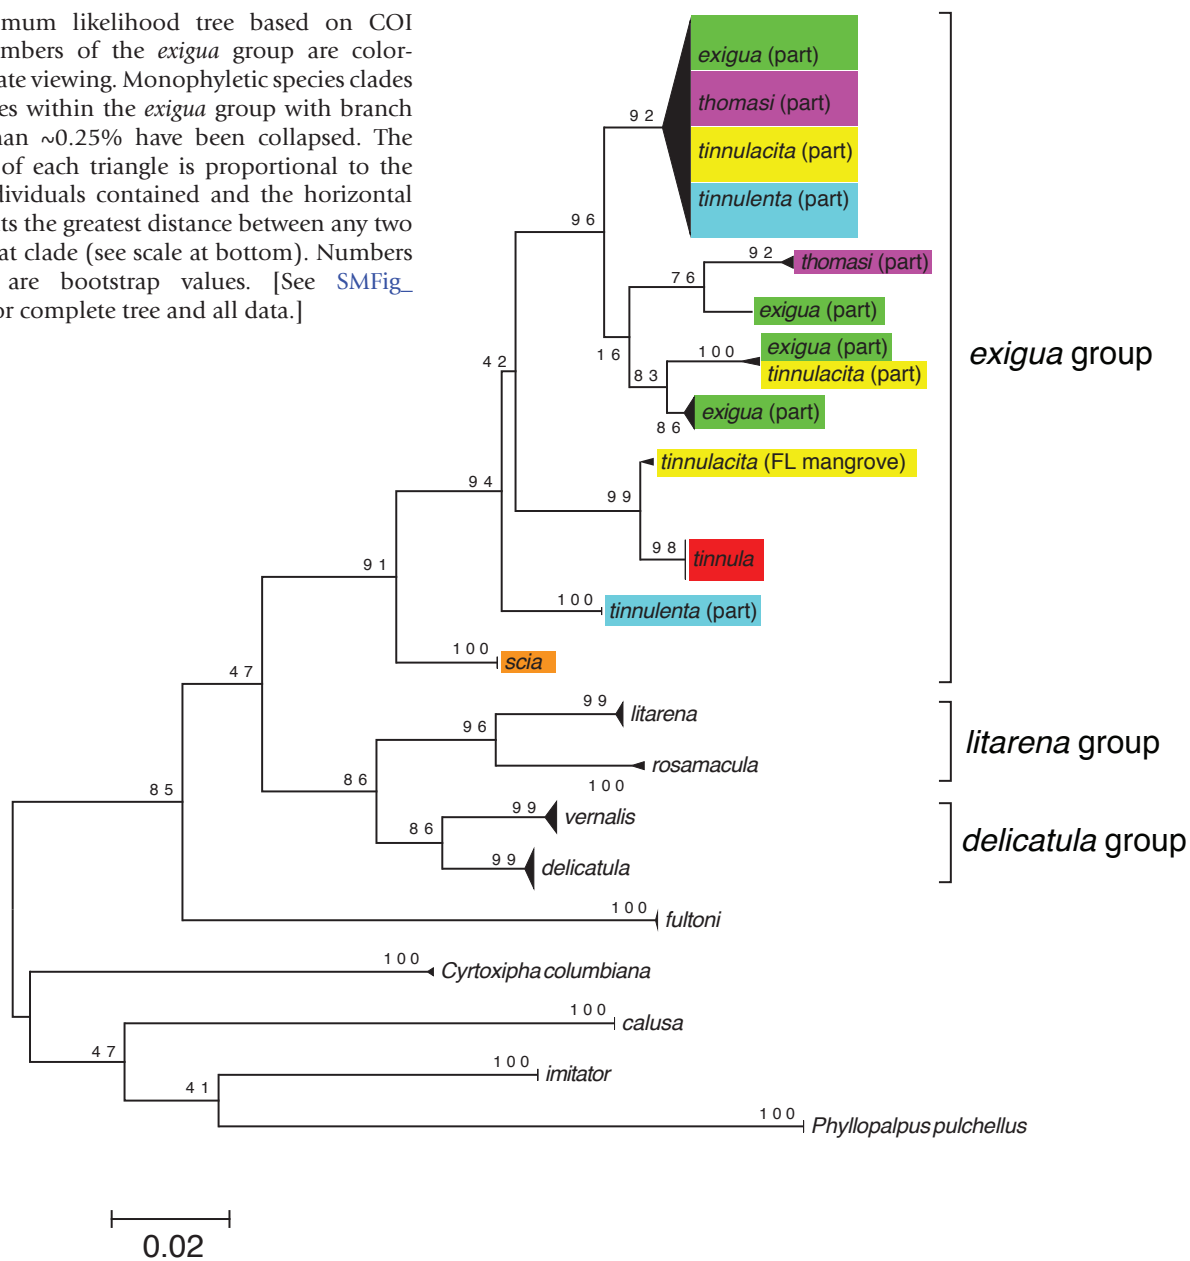 mum likelihood tree based on COI
mbers of the exigua group are color-
ate viewing. Monophyletic species clades
es within the exigua group with branch
han ~0.25% have been collapsed. The
of each triangle is proportional to the
dividuals contained and the horizontal
ts the greatest distance between any two
at clade (see scale at bottom). Numbers
are bootstrap values. [See SMFig_
or complete tree and all data.]
exigua (part)
thomasi (part)
92
tinnulacita (part)
tinnulenta (part)
96
92
thomasi (part)
76
exigua (part)
exigua (part)
100
16
tinnulacita (part)
83
exigua (part)
86
exigua group
42
tinnulacita (FL mangrove)
94
99
98
tinnula
91
100
tinnulenta (part)
100
scia
47
99
litarena
96
rosamacula
100
litarena group
86
85
99
vernalis
86
99
delicatula
delicatula group
100
fultoni
100
Cyrtoxipha columbiana
100
calusa
47
100
imitator
41
100
Phyllopalpus pulchellus
0.02